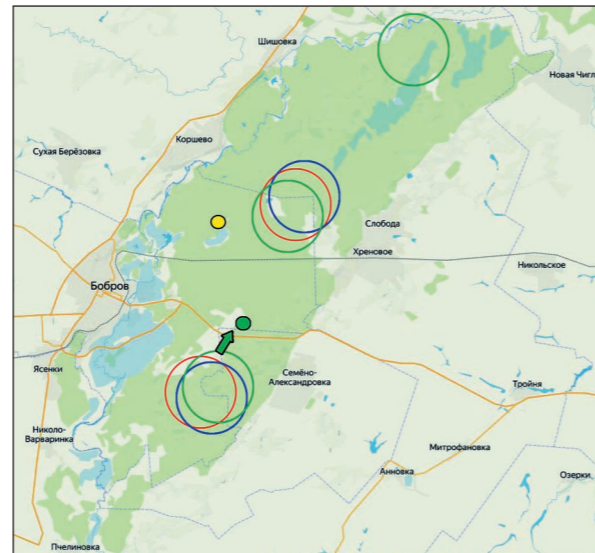 Шишовка
Новая Чигл
Коршево
Сухая Берёзовка
Слобода
Хреновое
Никольское
Бобров
Ясенки
Семёно-
Александровка
Тройня
Николо-
Варваринка
Митрофановка
Анновка
Озерки
Пчелиновка